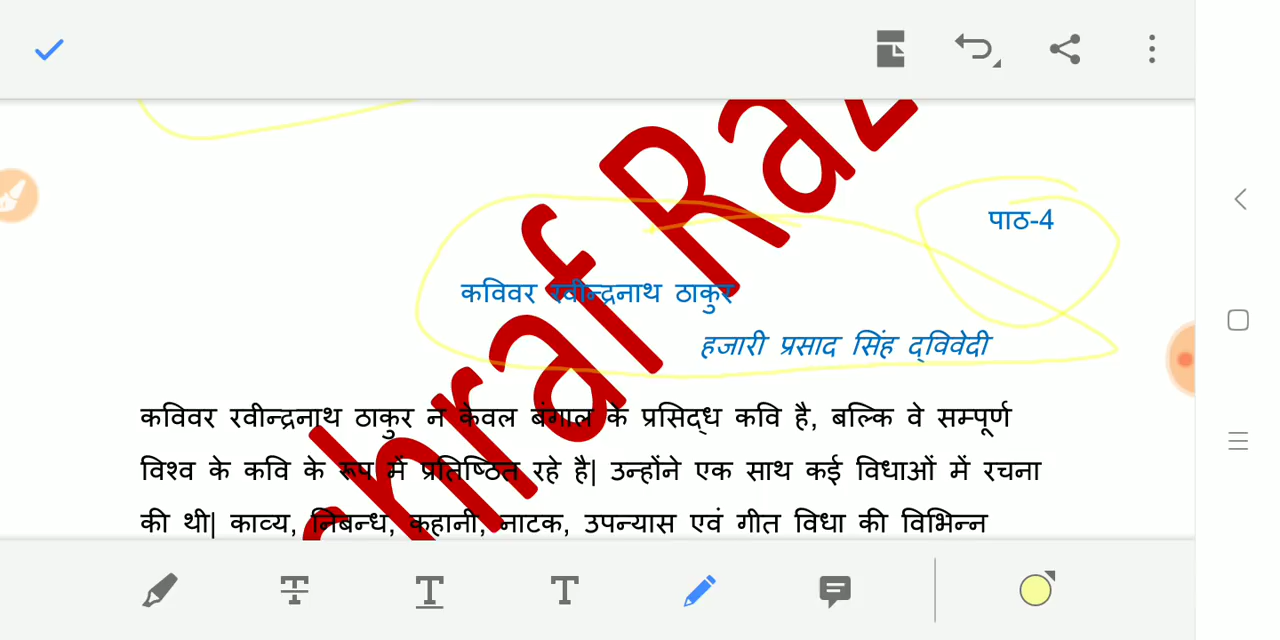 पाठ-4
कविवर रवीन्द्रनाथ ठाकुर
हजारी प्रसाद सिंह द्विवेदी
कविवर रवीन्द्रनाथ ठाकुर न केवल बंगाल के प्रसिद्ध कवि है, बल्कि वे सम्पूर्ण
विश्व के कवि के रूप में प्रतिष्ठित रहे है| उन्होंने एक साथ कई विधाओं में रचना
की थी| काव्य, निबन्ध, कहानी, नाटक, उपन्यास एवं गीत विधा की विभिन्न